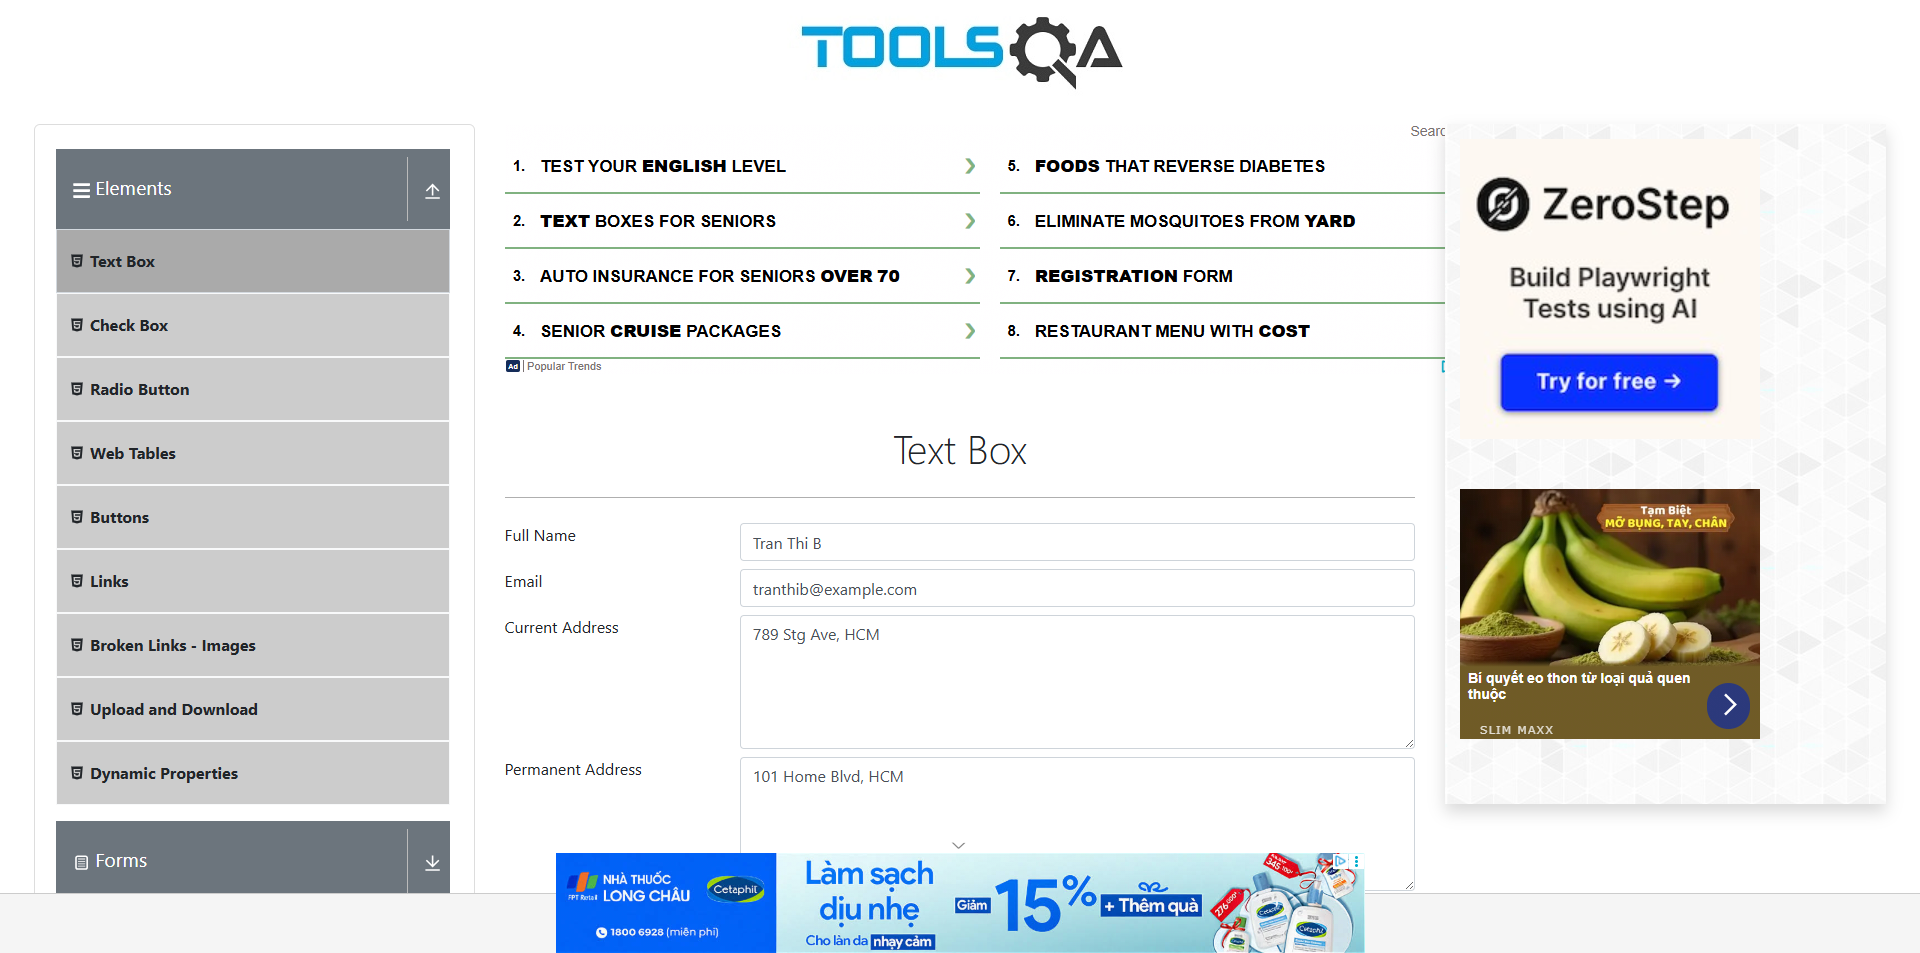 TOOLSQA
Elements
Text Box
Check Box
Radio Button
Web Tables
Buttons
Links
Broken Links - Images
Upload and Download
Dynamic Properties
Forms
Searc
1. TEST YOUR ENGLISH LEVEL
2. TEXT BOXES FOR SENIORS
3. AUTO INSURANCE FOR SENIORS OVER 70
4. SENIOR CRUISE PACKAGES
5. FOODS THAT REVERSE DIABETES
6. ELIMINATE MOSQUITOES FROM YARD
7. REGISTRATION FORM
8. RESTAURANT MENU WITH COST
Ad | Popular Trends
Text Box
Full Name
Tran Thi B
Email
tranthib@example.com
Current Address
789 Stg Ave, HCM
Permanent Address
101 Home Blvd, HCM
ZeroStep
Build Playwright
Tests using AI
Try for free →
Tạm Biệt
MỠ BỤNG, TAY, CHÂN
Bí quyết eo thon từ loại quả quen
thuộc
SLIM MAXX
NHÀ THUỐC
FPT Retail LONG CHÂU
Cetaphil
1800 6928 (miễn phí)
Làm sạch
dịu nhẹ
Cho làn da nhạy cảm
Giảm 15% + Thêm quà
Cetaphil
Cetaphil